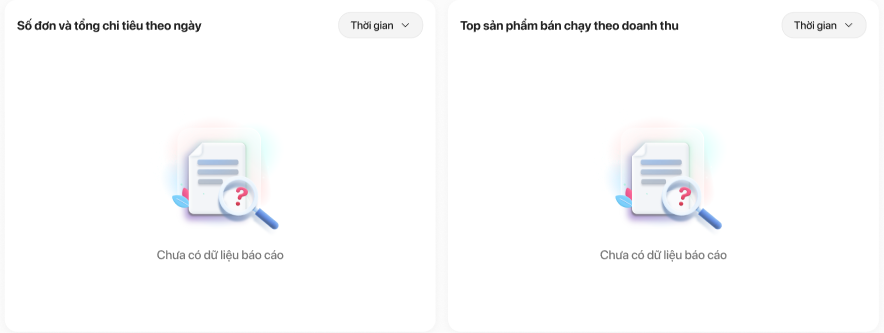 Số đơn và tổng chi tiêu theo ngày
Thời gian
Top sản phẩm bán chạy theo doanh thu
Thời gian
?
Chưa có dữ liệu báo cáo
?
Chưa có dữ liệu báo cáo